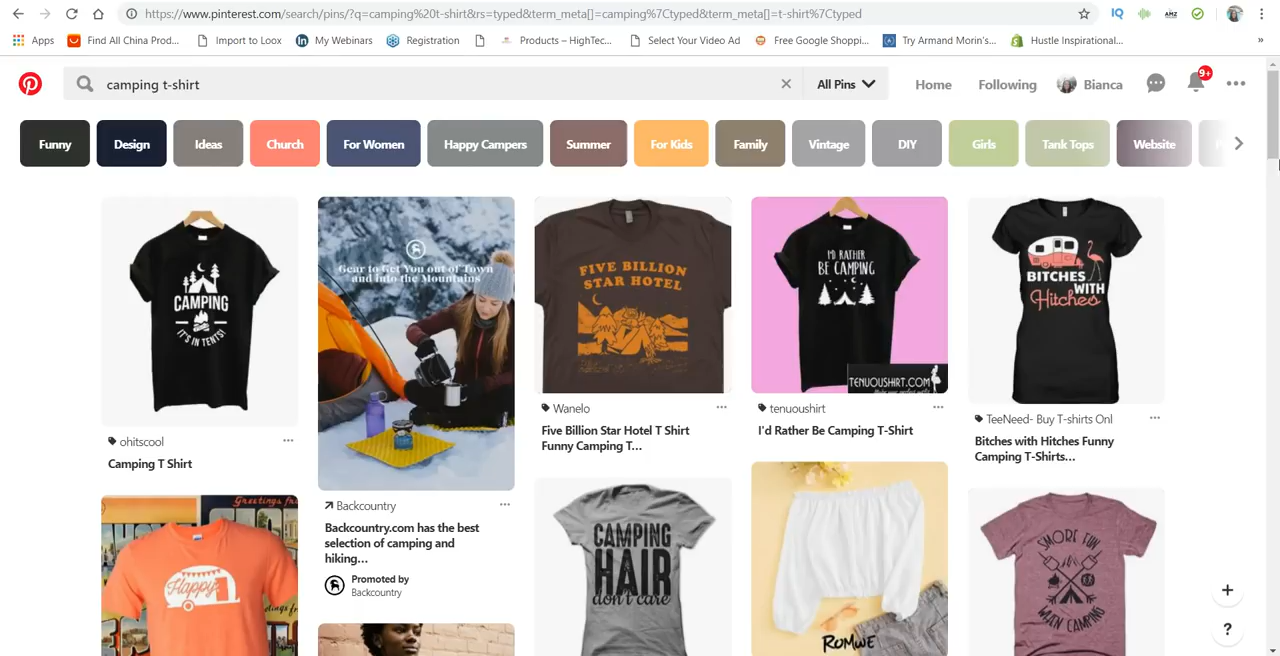 https://www.pinterest.com/search/pins/?q=camping%20t-shirt&rs=typed&term_meta[]=camping%7Ctyped&term_meta[]=t-shirt%7Ctyped
IQ
AMZ
Apps
Find All China Prod...
Import to Loox
My Webinars
Registration
Products – HighTec...
Select Your Video Ad
Free Google Shoppi...
Try Armand Morin's...
Hustle Inspirational...
»
camping t-shirt
All Pins
Home
Following
Bianca
9+
Funny
Design
Ideas
Church
For Women
Happy Campers
Summer
For Kids
Family
Vintage
DIY
Girls
Tank Tops
Website
CAMPING
IT'S IN TENTS!
ohitscool
Camping T Shirt
Gear to Get You out of Town
and Into the Mountains
Backcountry
Backcountry.com has the best
selection of camping and
hiking...
Promoted by
Backcountry
FIVE BILLION
STAR HOTEL
Wanelo
Five Billion Star Hotel T Shirt
Funny Camping T...
I'D RATHER
BE CAMPING
TENUOUSHIRT.COM
tenuoushirt
I'd Rather Be Camping T-Shirt
BITCHES
WITH
Hitches
TeeNeed- Buy T-shirts Onl
Bitches with Hitches Funny
Camping T-Shirts...
Greetings from
Happy
CAMPING
HAIR
don't care
ROMWE
SMORE FUN
WHEN CAMPING
+
?